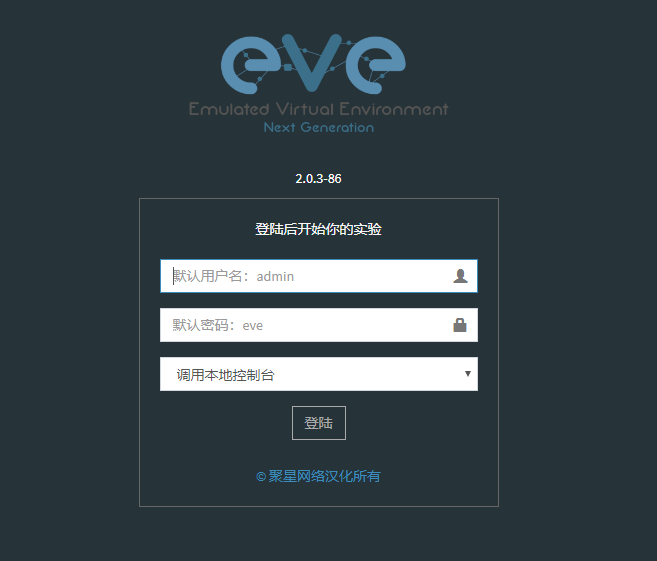 eve
Emulated Virtual Environment
Next Generation
2.0.3-86
登陆后开始你的实验
默认用户名：admin
默认密码：eve
调用本地控制台
登陆
© 聚星网络汉化所有